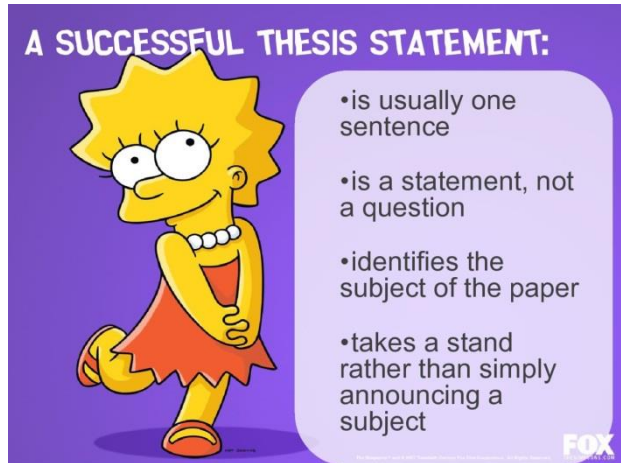 A SUCCESSFUL THESIS STATEMENT:
•is usually one
sentence
•is a statement, not
a question
•identifies the
subject of the paper
•takes a stand
rather than simply
announcing a
subject
FOX